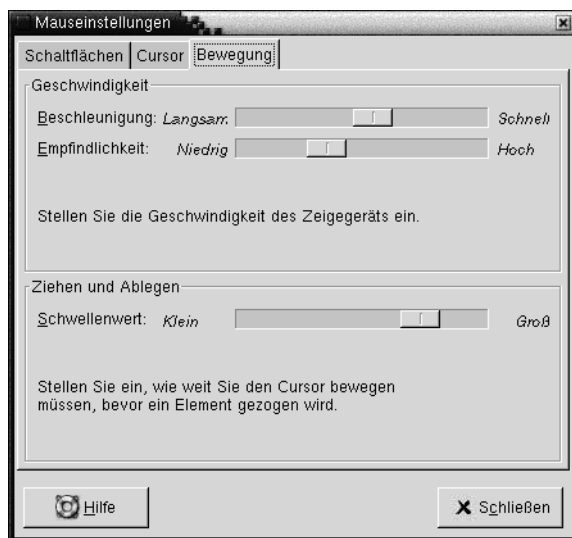 Mauseinstellungen
Schaltflächen Cursor Bewegung
Geschwindigkeit
Beschleunigung: Langsam Schnell
Empfindlichkeit: Niedrig Hoch
Stellen Sie die Geschwindigkeit des Zeigegeräts ein.
Ziehen und Ablegen
Schwellenwert: Klein Groß
Stellen Sie ein, wie weit Sie den Cursor bewegen
müssen, bevor ein Element gezogen wird.
Hilfe Schließen